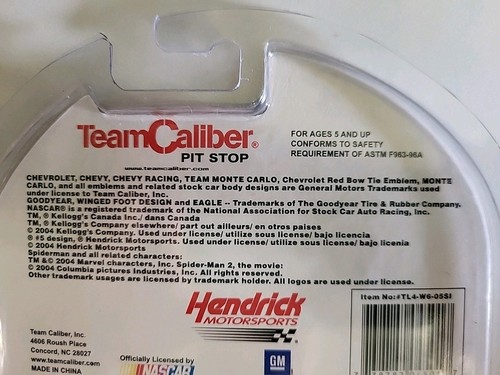 TeamCaliber®
PIT STOP
www.teamcaliber.com
FOR AGES 5 AND UP
CONFORMS TO SAFETY
REQUIREMENT OF ASTM F963-96A
CHEVROLET, CHEVY, CHEVY RACING, TEAM MONTE CARLO, Chevrolet Red Bow Tie Emblem, MONTE
CARLO, and all emblems and related stock car body designs are General Motors Trademarks used
under license to Team Caliber, Inc.
GOODYEAR, WINGED FOOT DESIGN and EAGLE -- Trademarks of The Goodyear Tire & Rubber Company.
NASCAR® is a registered trademark of the National Association for Stock Car Auto Racing, Inc.
TM, ® Kellogg's Canada Inc./ dans Canada
TM, ® Kellogg's Company elsewhere/ part out ailleurs/ en otros paises
© 2004 Kellogg's Company. Used under license/ utilize sous license/ bajo licencia
® #5 design, ® Hendrick Motorsports. Used under license/ utilize sous license/ bajo licenia
© 2004 Hendrick Motorsports
Spiderman and all related characters:
TM &© 2004 Marvel characters, Inc. Spider-Man 2, the movie:
© 2004 Columbia pictures Industries, Inc. All rights reserved.
Other trademark usages are licensed by trademark holder. All logos are used under license.
Hendrick
MOTORSPORTS
Item No:#TL4-W6-05SI
Team Caliber, Inc.
4606 Roush Place
Concord, NC 28027
www.teamcaliber.com
MADE IN CHINA
Officially Licensed by
NASCAR
GM